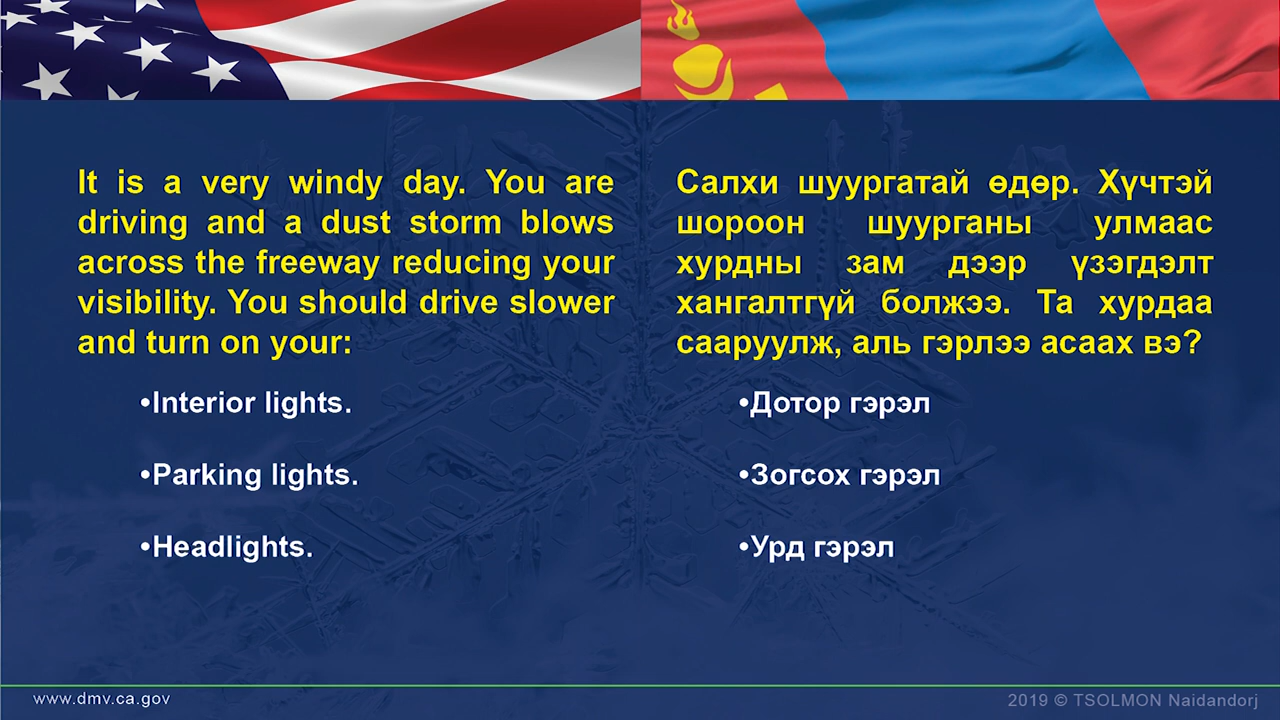 It is a very windy day. You are
driving and a dust storm blows
across the freeway reducing your
visibility. You should drive slower
and turn on your:
•Interior lights.
•Parking lights.
•Headlights.
Салхи шуургатай өдөр. Хүчтэй
шороон шуурганы улмаас
хурдны зам дээр үзэгдэлт
хангалтгүй болжээ. Та хурдаа
сааруулж, аль гэрлээ асаах вэ?
•Дотор гэрэл
•Зогсох гэрэл
•Урд гэрэл
www.dmv.ca.gov
2019 © TSOLMON Naidandorj